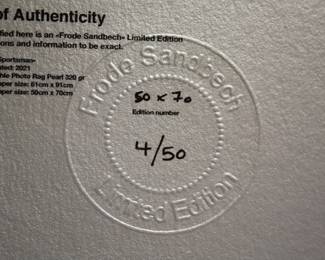 of Authenticity
fied here is an «Frode Sandbech» Limited Edition
ons and information to be exact.
Sportsman»
ted: 2021
hle Photo Rag Pearl 320 gr
per size: 61cm x 91cm
per size: 50cm x 70cm
Frode Sandbech
50 x 70
Edition number
4/50
Limited Edition